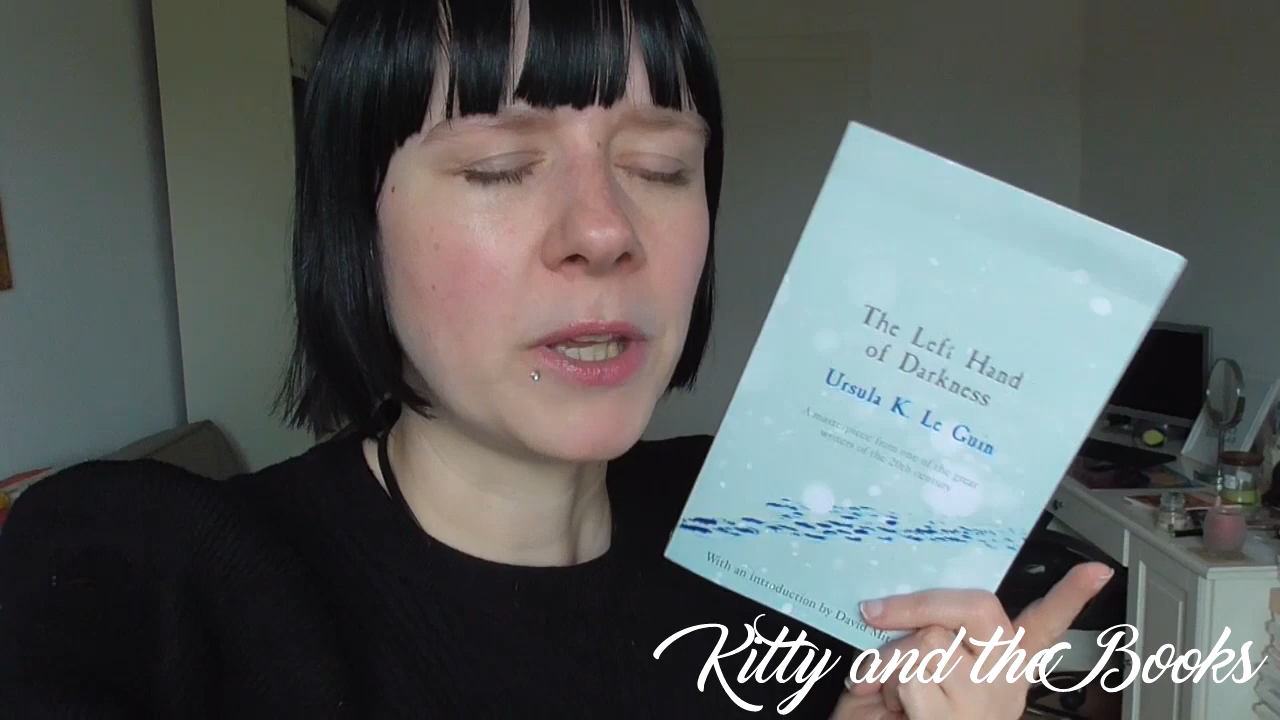 The Left Hand
of Darkness
Ursula K. Le Guin
A masterpiece from one of the great
writers of the 20th century
With an introduction by David
Kitty and the Books